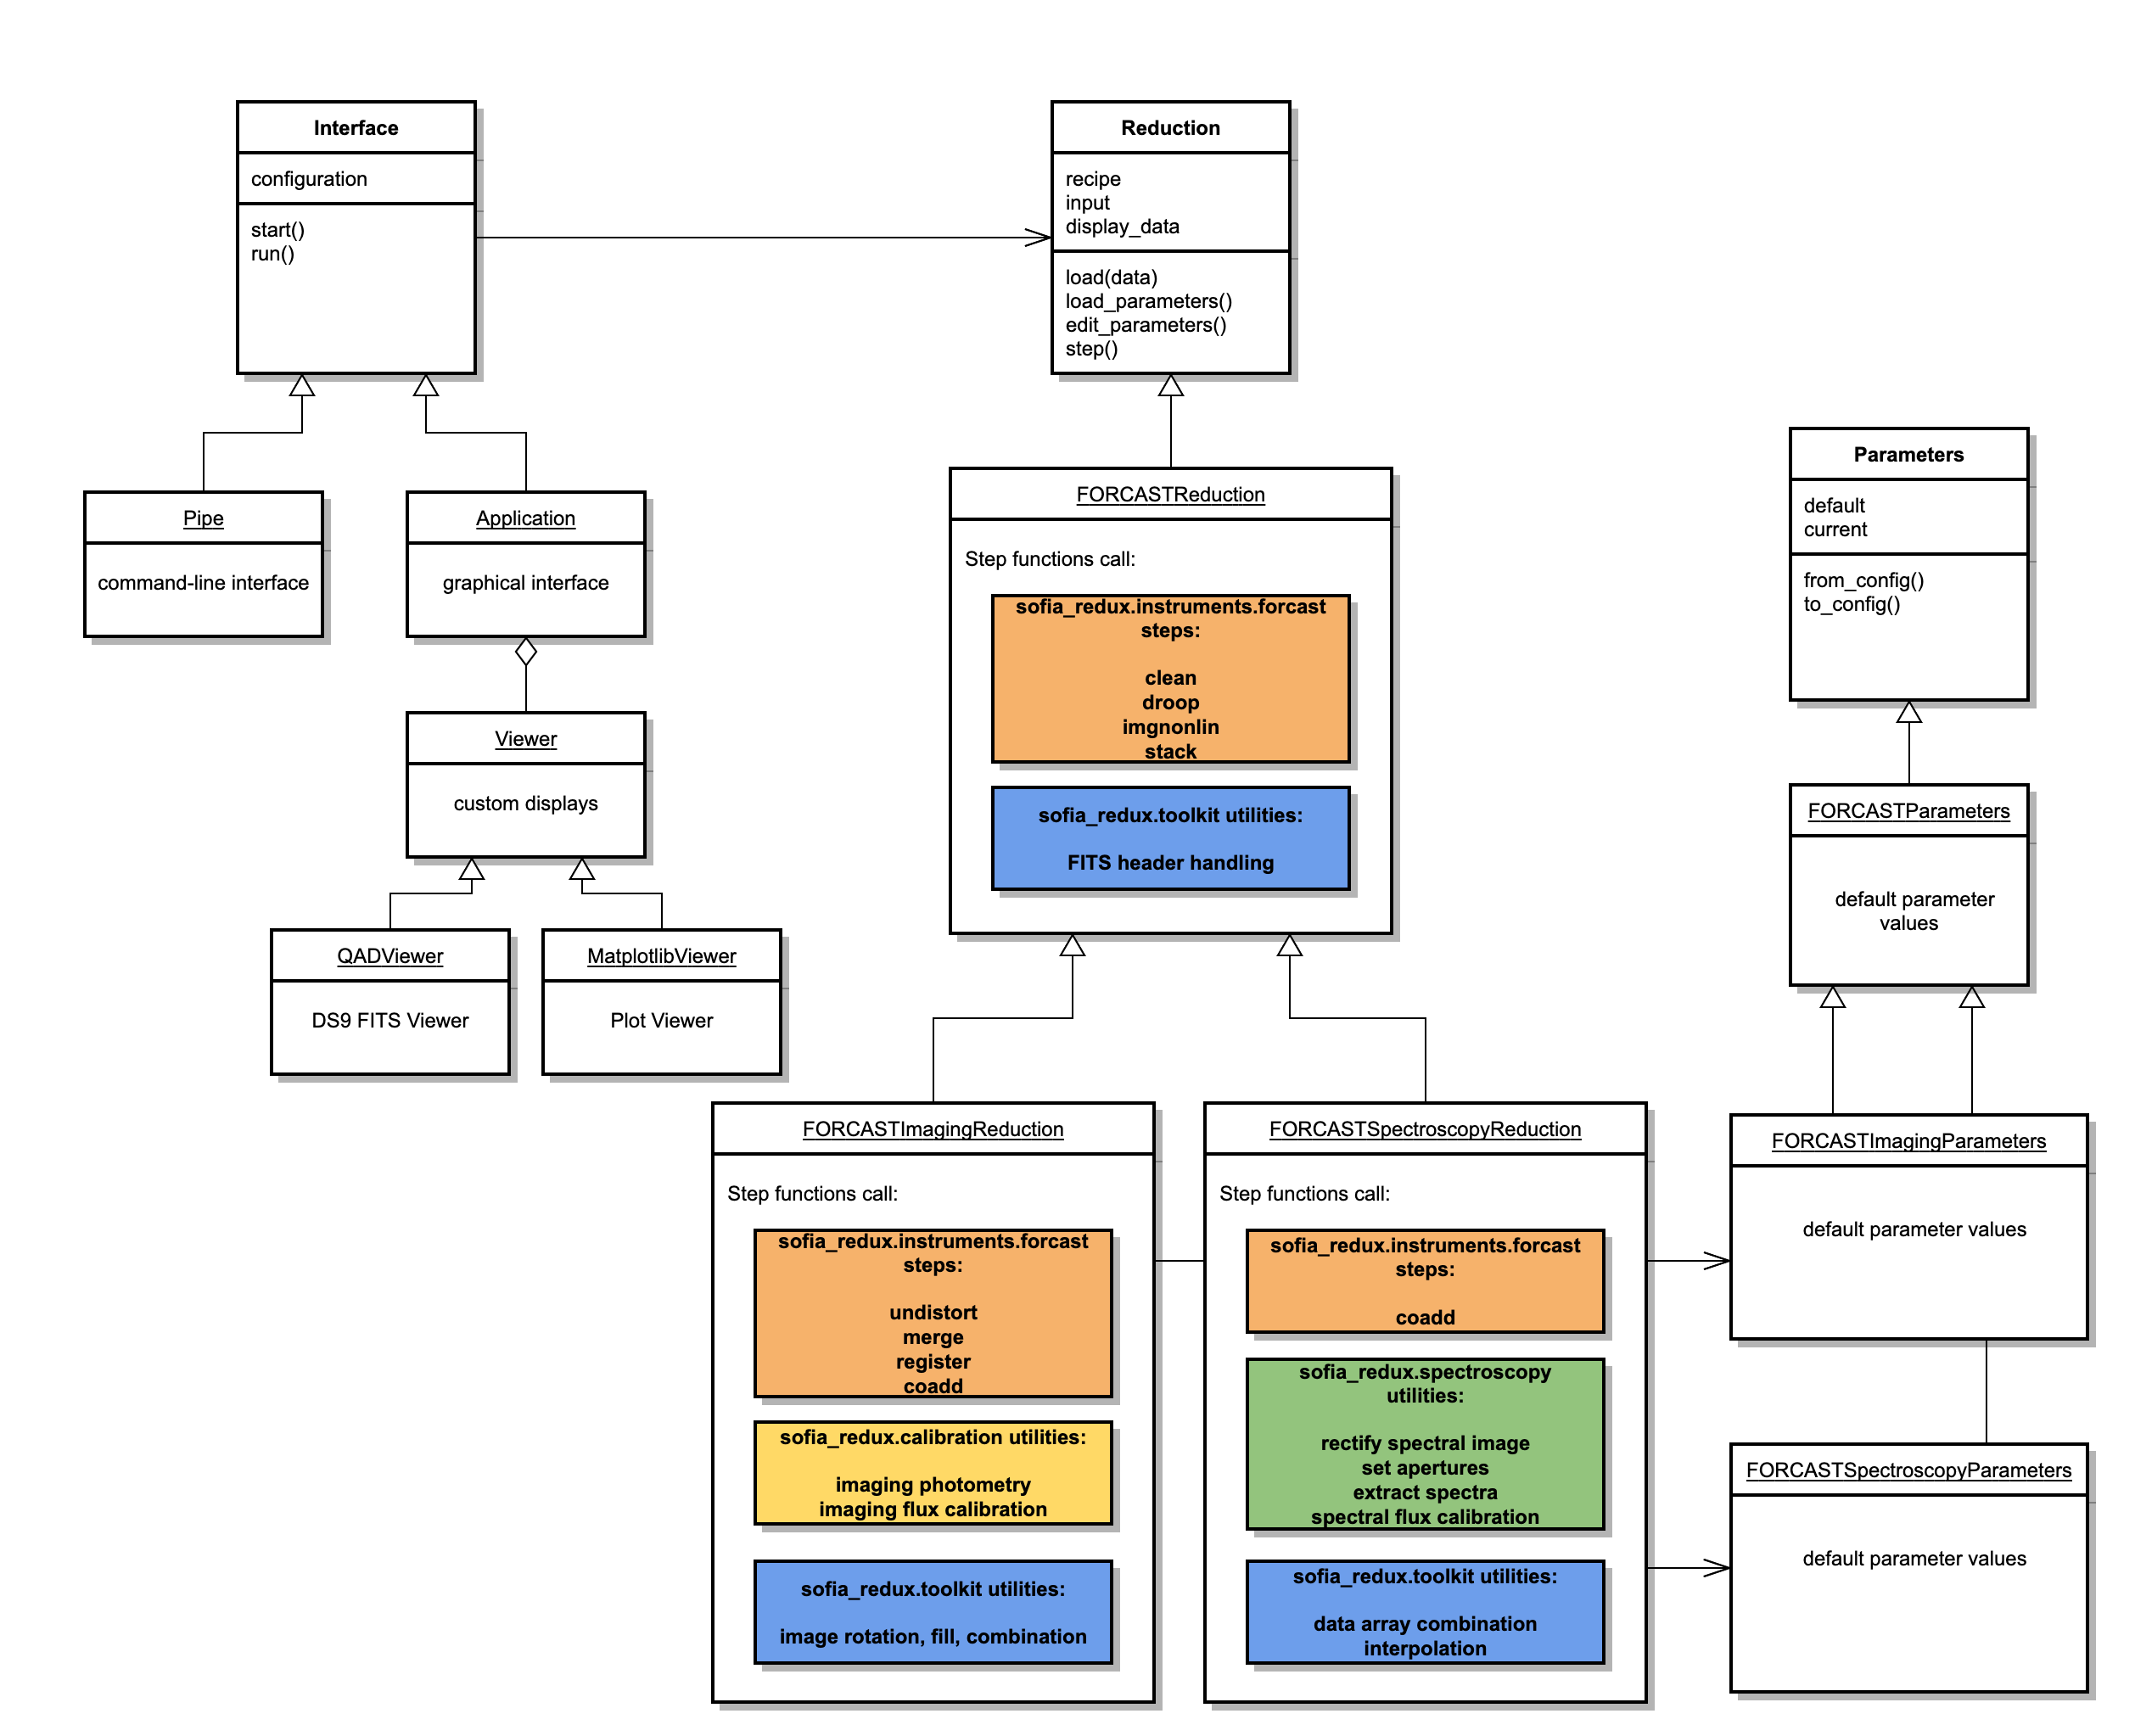 Interface
configuration
start()
run()
Reduction
recipe
input
display_data
load(data)
load_parameters()
edit_parameters()
step()
Pipe
command-line interface
Application
graphical interface
Viewer
custom displays
QADViewer
DS9 FITS Viewer
MatplotlibViewer
Plot Viewer
FORCASTReduction
Step functions call:
sofia_redux.instruments.forcast
steps:
clean
droop
imgnonlin
stack
sofia_redux.toolkit utilities:
FITS header handling
Parameters
default
current
from_config()
to_config()
FORCASTParameters
default parameter
values
FORCASTImagingReduction
Step functions call:
sofia_redux.instruments.forcast
steps:
undistort
merge
register
coadd
sofia_redux.calibration utilities:
imaging photometry
imaging flux calibration
sofia_redux.toolkit utilities:
image rotation, fill, combination
FORCASTSpectroscopyReduction
Step functions call:
sofia_redux.instruments.forcast
steps:
coadd
sofia_redux.spectroscopy
utilities:
rectify spectral image
set apertures
extract spectra
spectral flux calibration
sofia_redux.toolkit utilities:
data array combination
interpolation
FORCASTImagingParameters
default parameter values
FORCASTSpectroscopyParameters
default parameter values